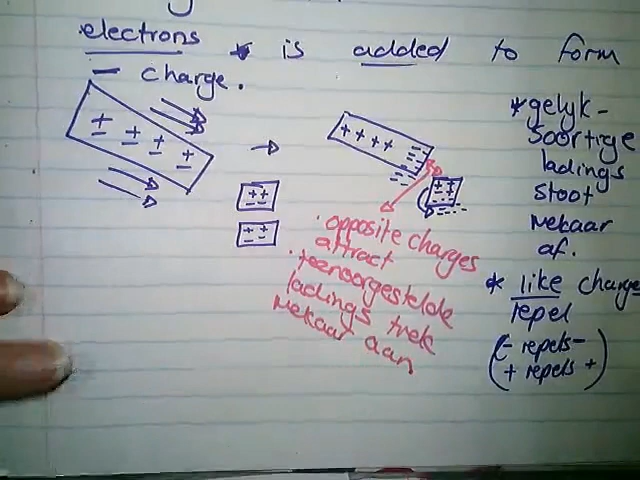 electrons is added to form
- charge.
± ± ± ±
→
++++
± ±
± ±
· opposite charges
attract
· teenoorgestelde
ladings trek
mekaar aan
* gelyk-
soortige
ladings
stoot
mekaar
af.
* like charge
repel
(- repels -
+ repels +)